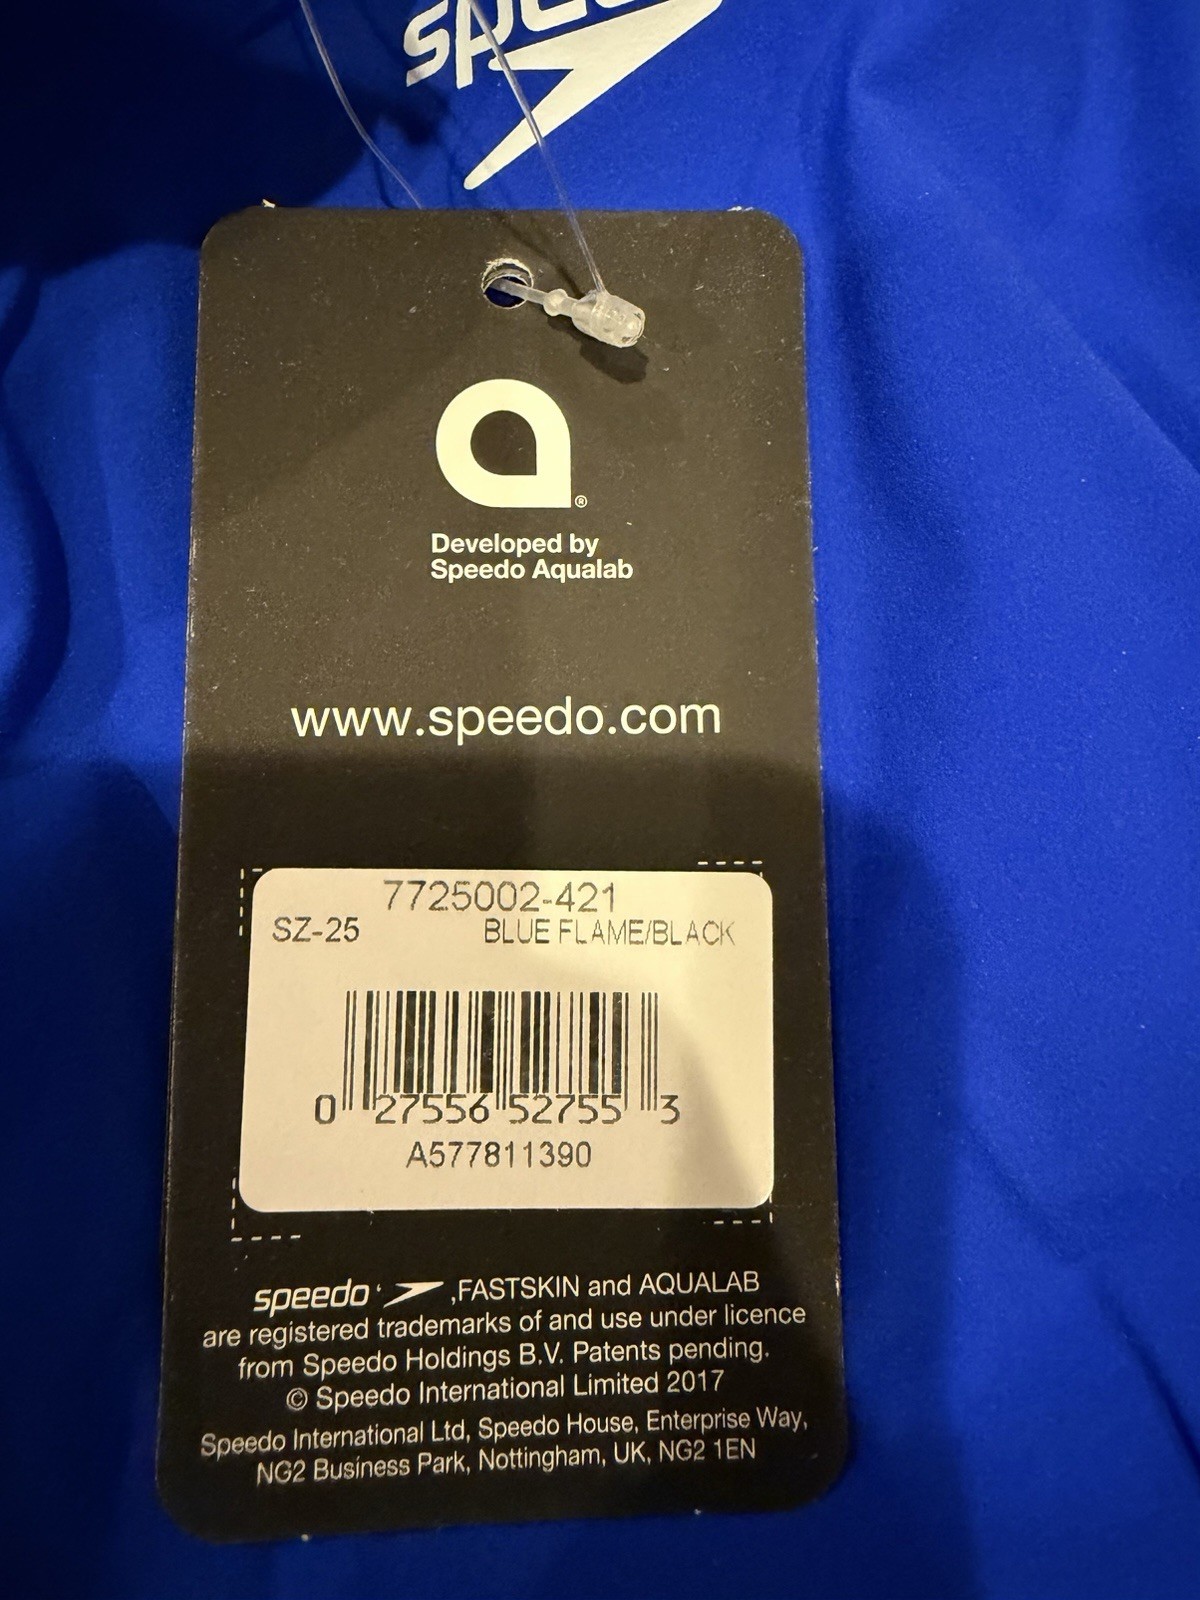 speedo
Developed by
Speedo Aqualab
www.speedo.com
7725002-421
SZ-25 BLUE FLAME/BLACK
0 27556 52755 3
A577811390
speedo ,FASTSKIN and AQUALAB
are registered trademarks of and use under licence
from Speedo Holdings B.V. Patents pending.
© Speedo International Limited 2017
Speedo International Ltd, Speedo House, Enterprise Way,
NG2 Business Park, Nottingham, UK, NG2 1EN